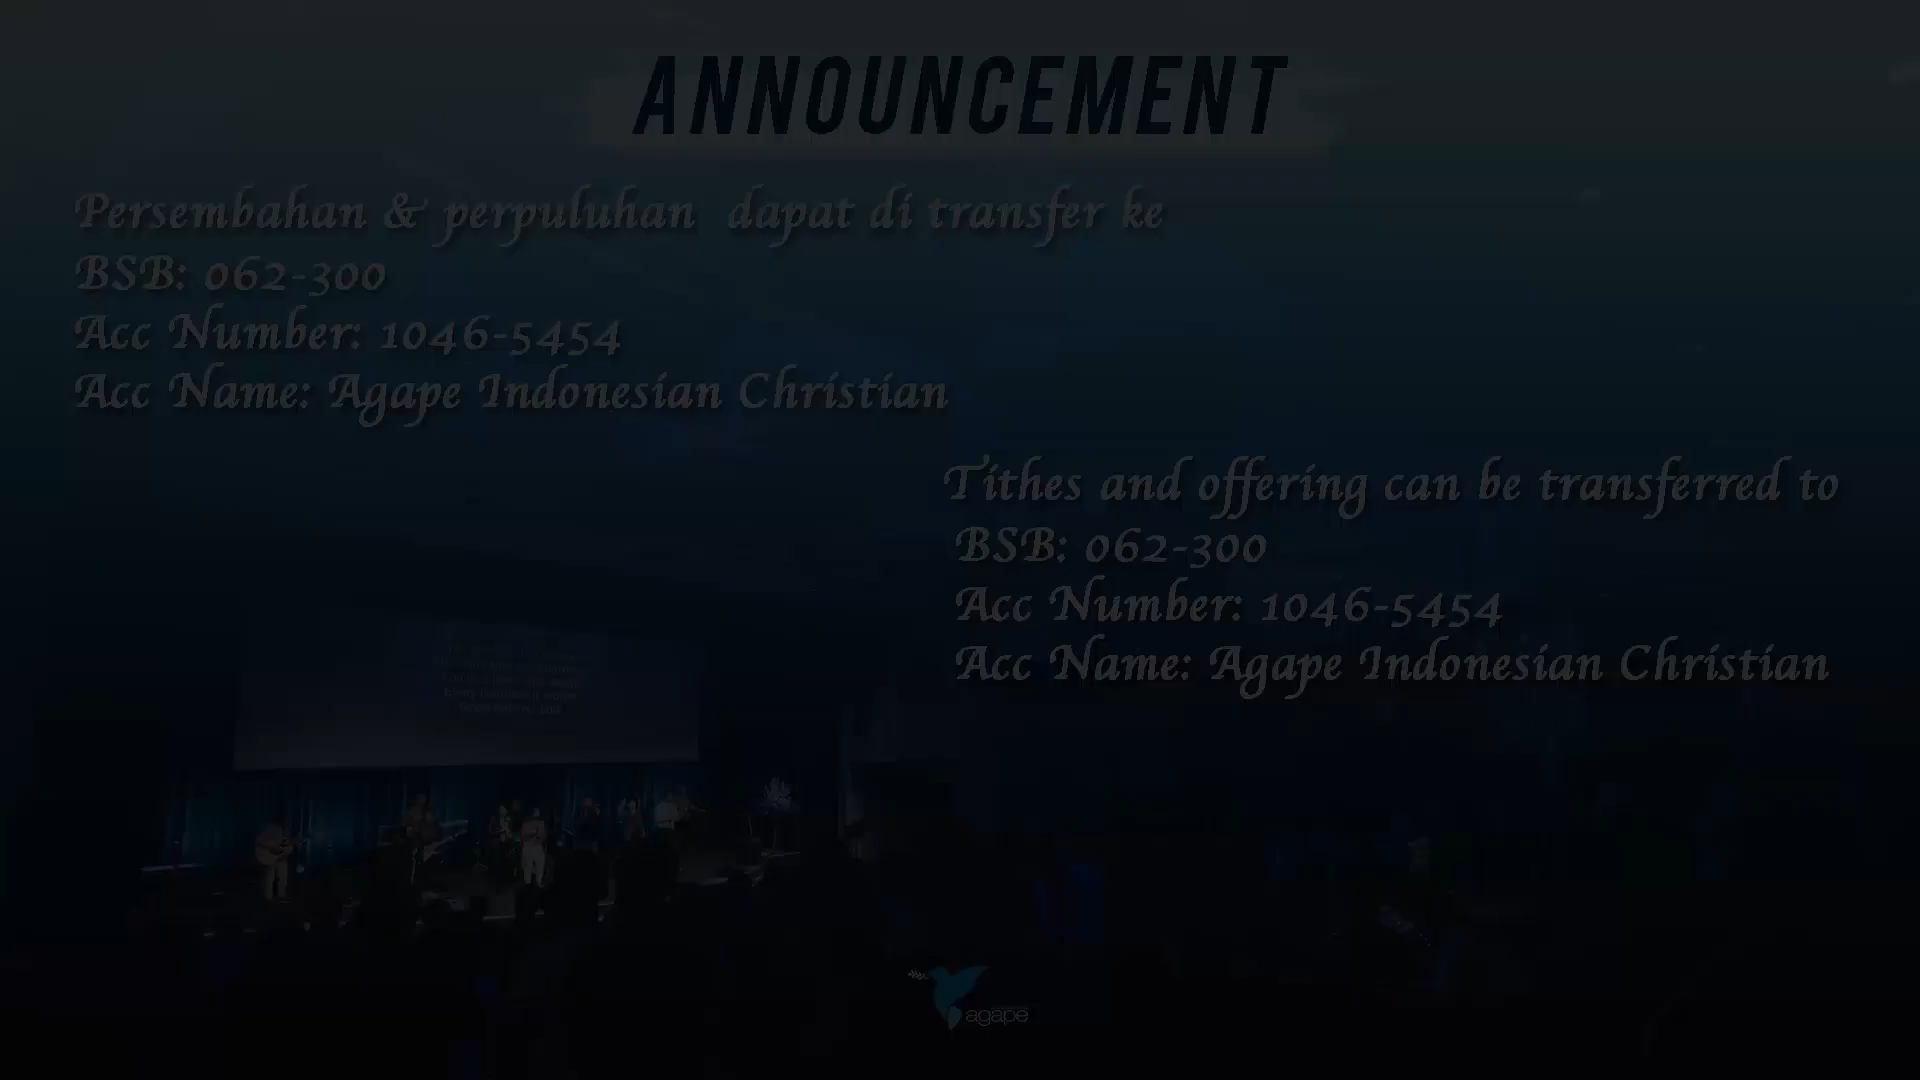 ANNOUNCEMENT
Persembahan & perpuluhan dapat di transfer ke
BSB: 062-300
Acc Number: 1046-5454
Acc Name: Agape Indonesian Christian
Tithes and offering can be transferred to
BSB: 062-300
Acc Number: 1046-5454
Acc Name: Agape Indonesian Christian
agape